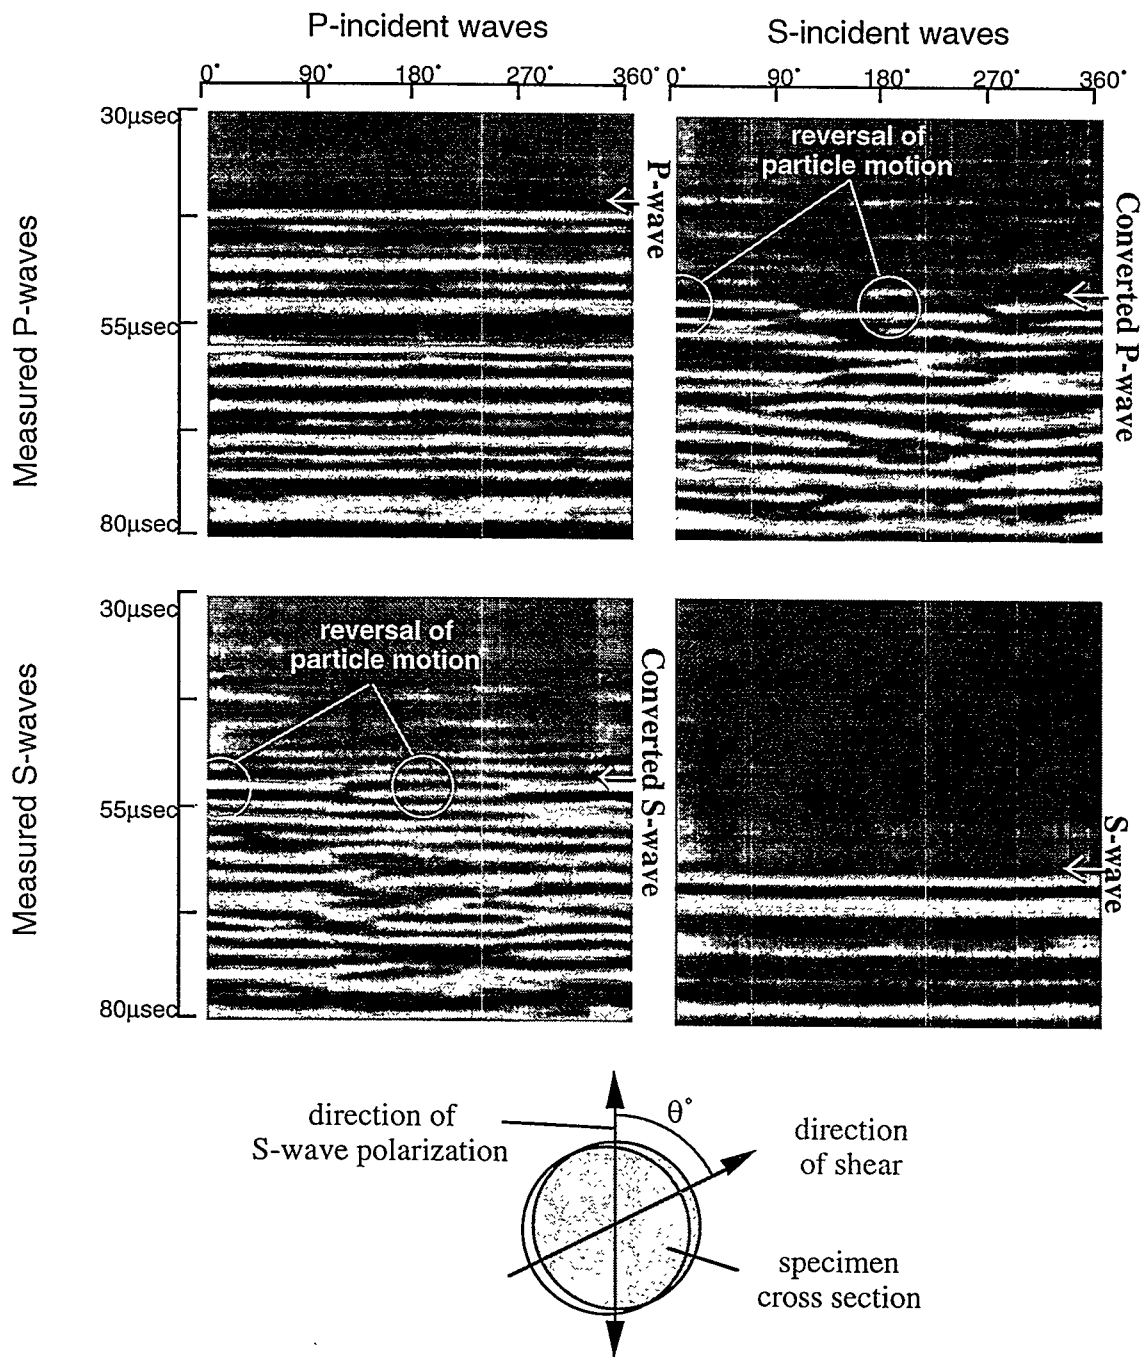 P-incident waves
S-incident waves
0° 90° 180° 270° 360°
0° 90° 180° 270° 360°
Measured P-waves
30μsec
55μsec
80μsec
P-wave
reversal of
particle motion
Converted P-wave
Measured S-waves
30μsec
55μsec
80μsec
reversal of
particle motion
Converted S-wave
S-wave
direction of
S-wave polarization
θ°
direction
of shear
specimen
cross section